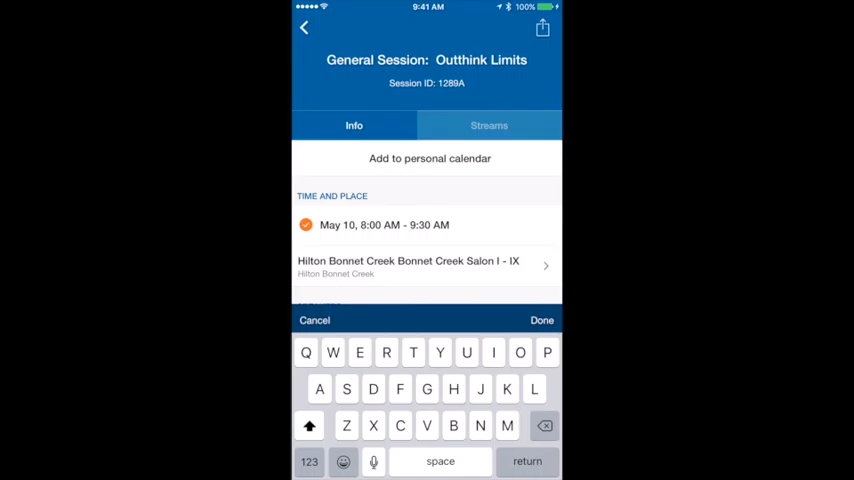 9:41 AM
100%
General Session: Outthink Limits
Session ID: 1289A
Info
Streams
Add to personal calendar
TIME AND PLACE
May 10, 8:00 AM - 9:30 AM
Hilton Bonnet Creek Bonnet Creek Salon I - IX
Hilton Bonnet Creek
Cancel
Done
Q W E R T Y U I O P
A S D F G H J K L
Z X C V B N M
123
space
return